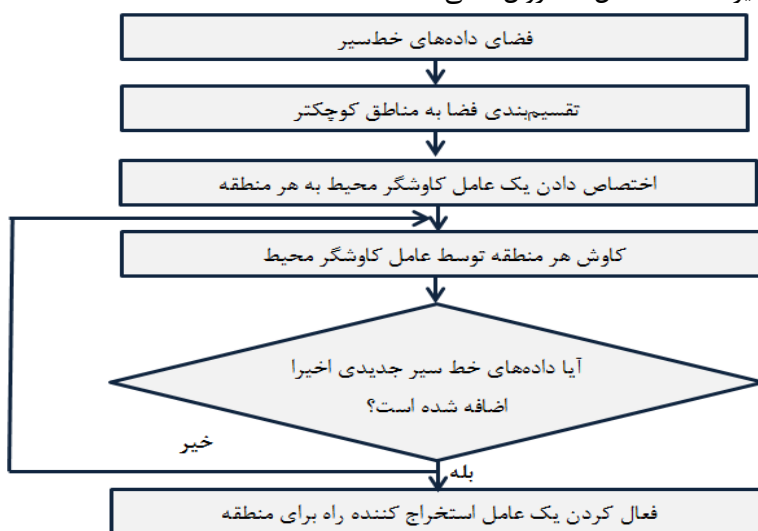 فضای داده‌های خط‌سیر
تقسیم‌بندی فضا به مناطق کوچکتر
اختصاص دادن یک عامل کاوشگر محیط به هر منطقه
کاوش هر منطقه توسط عامل کاوشگر محیط
آیا داده‌های خط سیر جدیدی اخیرا
اضافه شده است؟
خیر
بله
فعال کردن یک عامل استخراج کننده راه برای منطقه